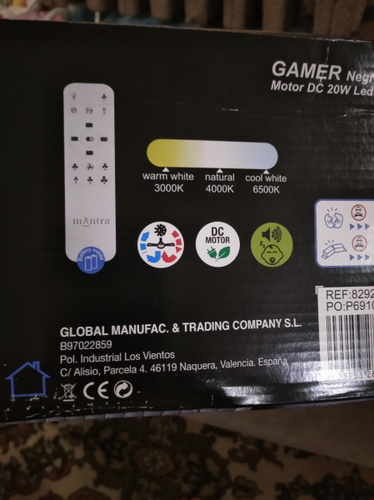 GAMER Negr
Motor DC 20W Led
warm white natural cool white
3000K 4000K 6500K
mantra
DC
MOTOR
REF:8292
PO:P6910
GLOBAL MANUFAC. & TRADING COMPANY S.L.
B97022859
Pol. Industrial Los Vientos
C/ Alisio, Parcela 4. 46119 Naquera, Valencia. España
CE